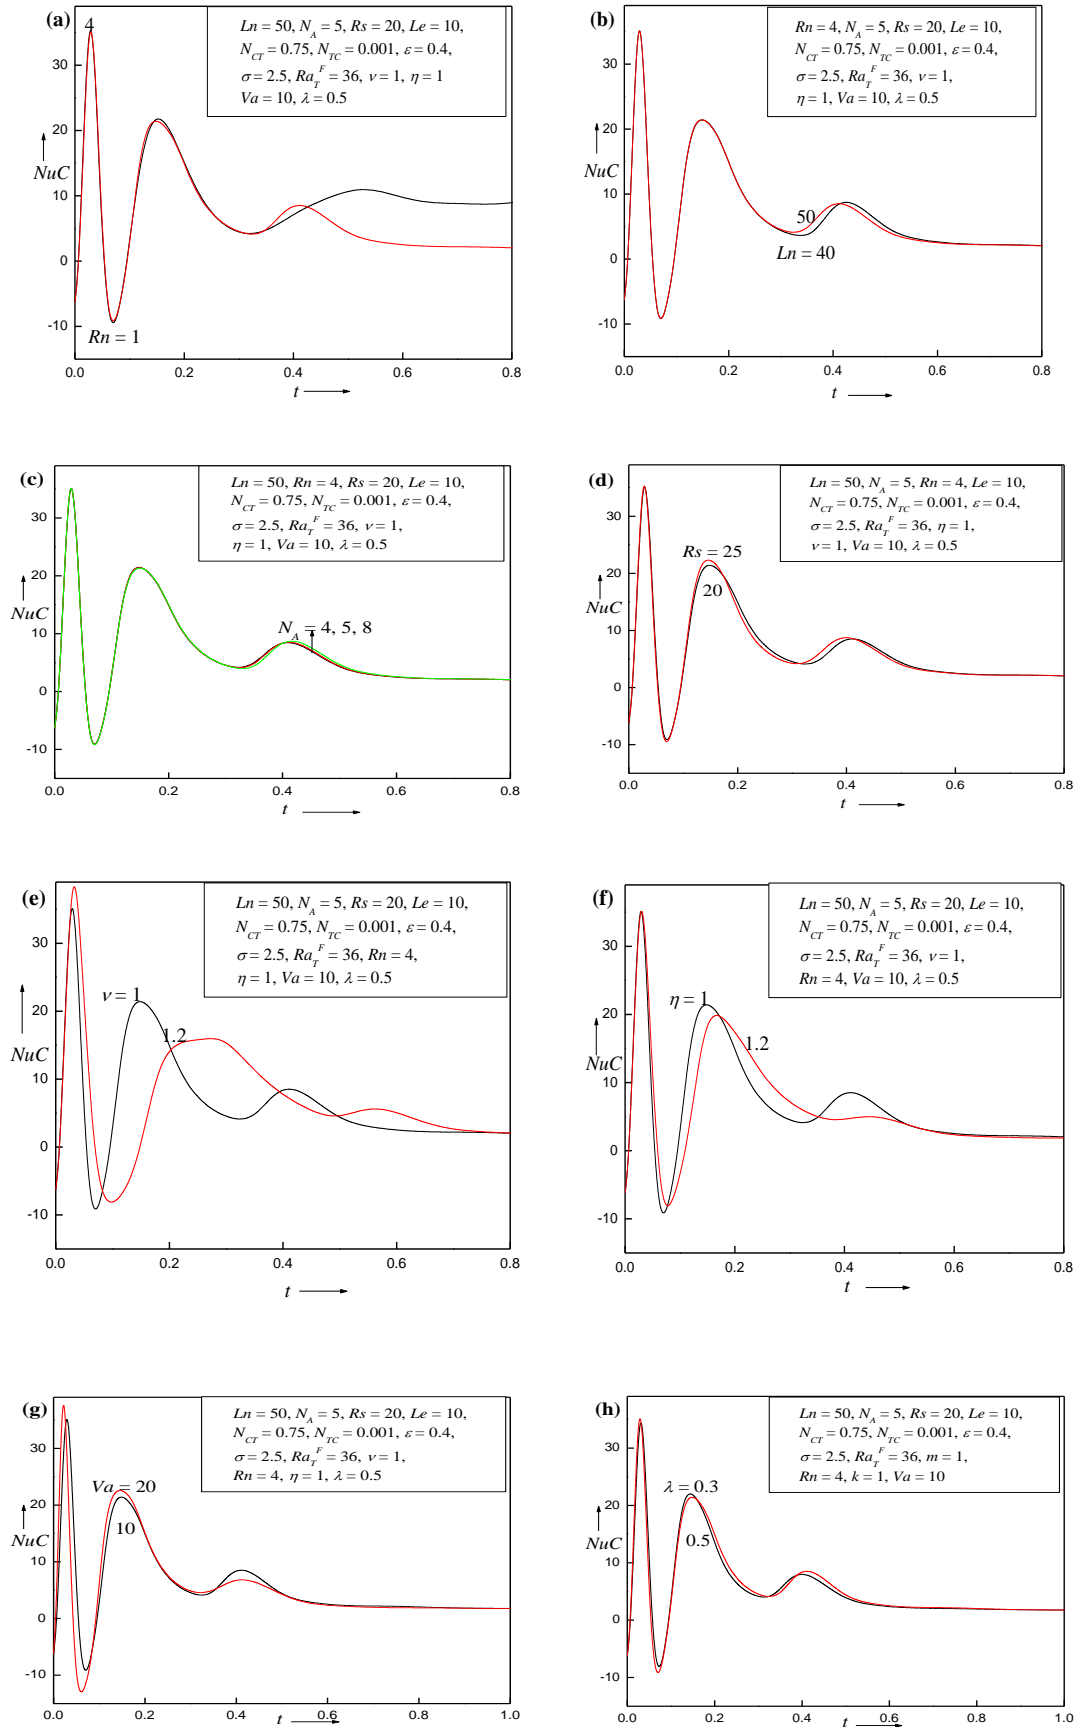 (a)
4
Ln = 50, N_A = 5, Rs = 20, Le = 10,
N_CT = 0.75, N_TC = 0.001, ε = 0.4,
σ = 2.5, Ra_T^F = 36, ν = 1, η = 1
Va = 10, λ = 0.5
30
20
10
0
-10
NuC
Rn = 1
0.0 0.2 0.4 0.6 0.8
t
(b)
Rn = 4, N_A = 5, Rs = 20, Le = 10,
N_CT = 0.75, N_TC = 0.001, ε = 0.4,
σ = 2.5, Ra_T^F = 36, ν = 1,
η = 1, Va = 10, λ = 0.5
30
20
10
0
-10
NuC
50
Ln = 40
0.0 0.2 0.4 0.6 0.8
t
(c)
Ln = 50, Rn = 4, Rs = 20, Le = 10,
N_CT = 0.75, N_TC = 0.001, ε = 0.4,
σ = 2.5, Ra_T^F = 36, ν = 1,
η = 1, Va = 10, λ = 0.5
30
20
10
0
-10
NuC
N_A = 4, 5, 8
0.0 0.2 0.4 0.6 0.8
t
(d)
Ln = 50, N_A = 5, Rn = 4, Le = 10,
N_CT = 0.75, N_TC = 0.001, ε = 0.4,
σ = 2.5, Ra_T^F = 36, η = 1,
ν = 1, Va = 10, λ = 0.5
30
20
10
0
-10
NuC
Rs = 25
20
0.0 0.2 0.4 0.6 0.8
t
(e)
Ln = 50, N_A = 5, Rs = 20, Le = 10,
N_CT = 0.75, N_TC = 0.001, ε = 0.4,
σ = 2.5, Ra_T^F = 36, Rn = 4,
η = 1, Va = 10, λ = 0.5
30
20
10
0
-10
NuC
ν = 1
1.2
0.0 0.2 0.4 0.6 0.8
t
(f)
Ln = 50, N_A = 5, Rs = 20, Le = 10,
N_CT = 0.75, N_TC = 0.001, ε = 0.4,
σ = 2.5, Ra_T^F = 36, ν = 1,
Rn = 4, Va = 10, λ = 0.5
30
20
10
0
-10
NuC
η = 1
1.2
0.0 0.2 0.4 0.6 0.8
t
(g)
Ln = 50, N_A = 5, Rs = 20, Le = 10,
N_CT = 0.75, N_TC = 0.001, ε = 0.4,
σ = 2.5, Ra_T^F = 36, ν = 1,
Rn = 4, η = 1, λ = 0.5
30
20
10
0
-10
NuC
Va = 20
10
0.0 0.2 0.4 0.6 0.8 1.0
t
(h)
Ln = 50, N_A = 5, Rs = 20, Le = 10,
N_CT = 0.75, N_TC = 0.001, ε = 0.4,
σ = 2.5, Ra_T^F = 36, m = 1,
Rn = 4, k = 1, Va = 10
30
20
10
0
-10
NuC
λ = 0.3
0.5
0.0 0.2 0.4 0.6 0.8 1.0
t